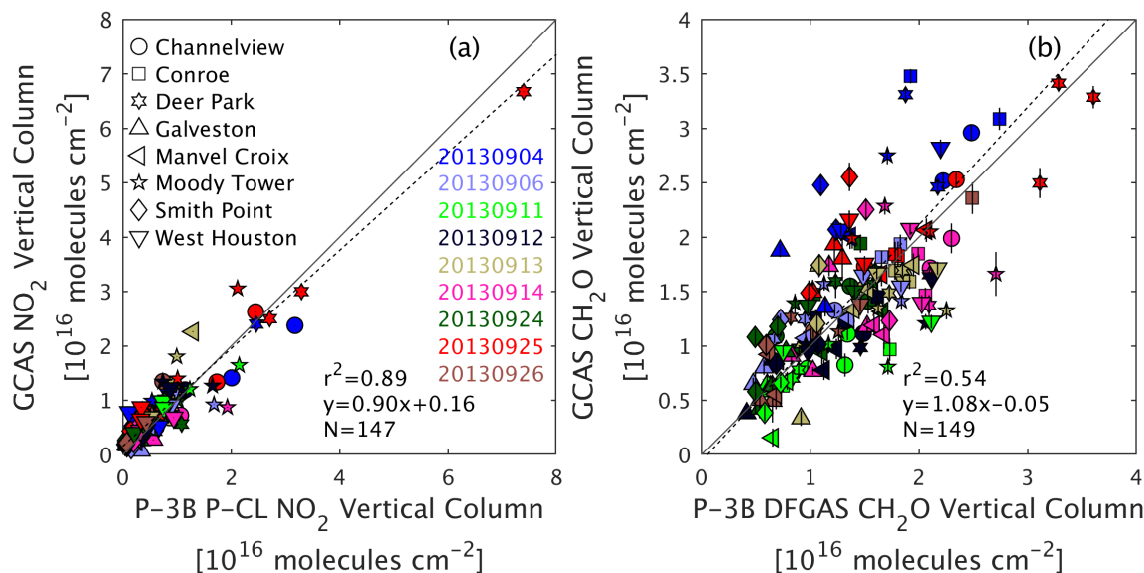 (a)
8
7
6
5
4
3
2
1
0
GCAS NO2 Vertical Column
[10^16 molecules cm^−2]
Channelview
Conroe
Deer Park
Galveston
Manvel Croix
Moody Tower
Smith Point
West Houston
20130904
20130906
20130911
20130912
20130913
20130914
20130924
20130925
20130926
r^2=0.89
y=0.90x+0.16
N=147
0 2 4 6 8
P−3B P−CL NO2 Vertical Column
[10^16 molecules cm^−2]
(b)
4
3.5
3
2.5
2
1.5
1
0.5
0
GCAS CH2O Vertical Column
[10^16 molecules cm^−2]
r^2=0.54
y=1.08x−0.05
N=149
0 1 2 3 4
P−3B DFGAS CH2O Vertical Column
[10^16 molecules cm^−2]